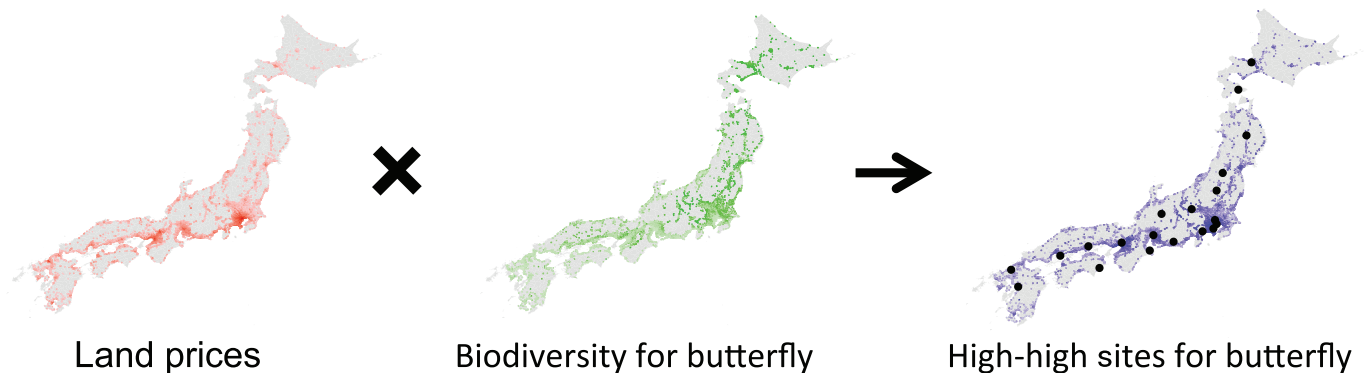 Land prices
Biodiversity for butterfly
High-high sites for butterfly